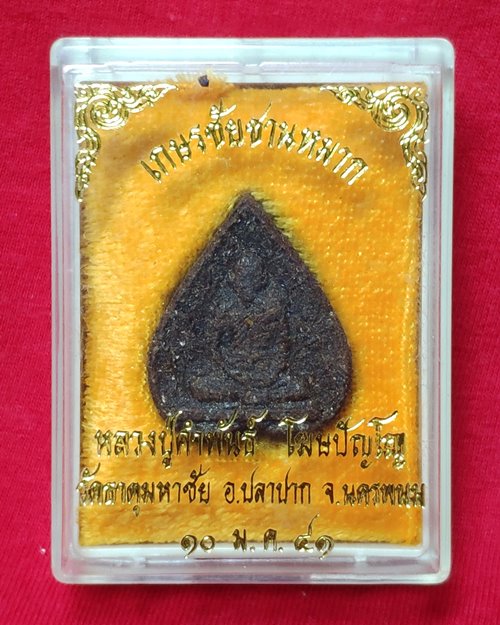 เกษรชัยชานหมาก
หลวงปู่คำพันธ์ โฆษปัญโญ
วัดธาตุมหาชัย อ.ปลาปาก จ.นครพนม
๑๐ ม.ค. ๔๑